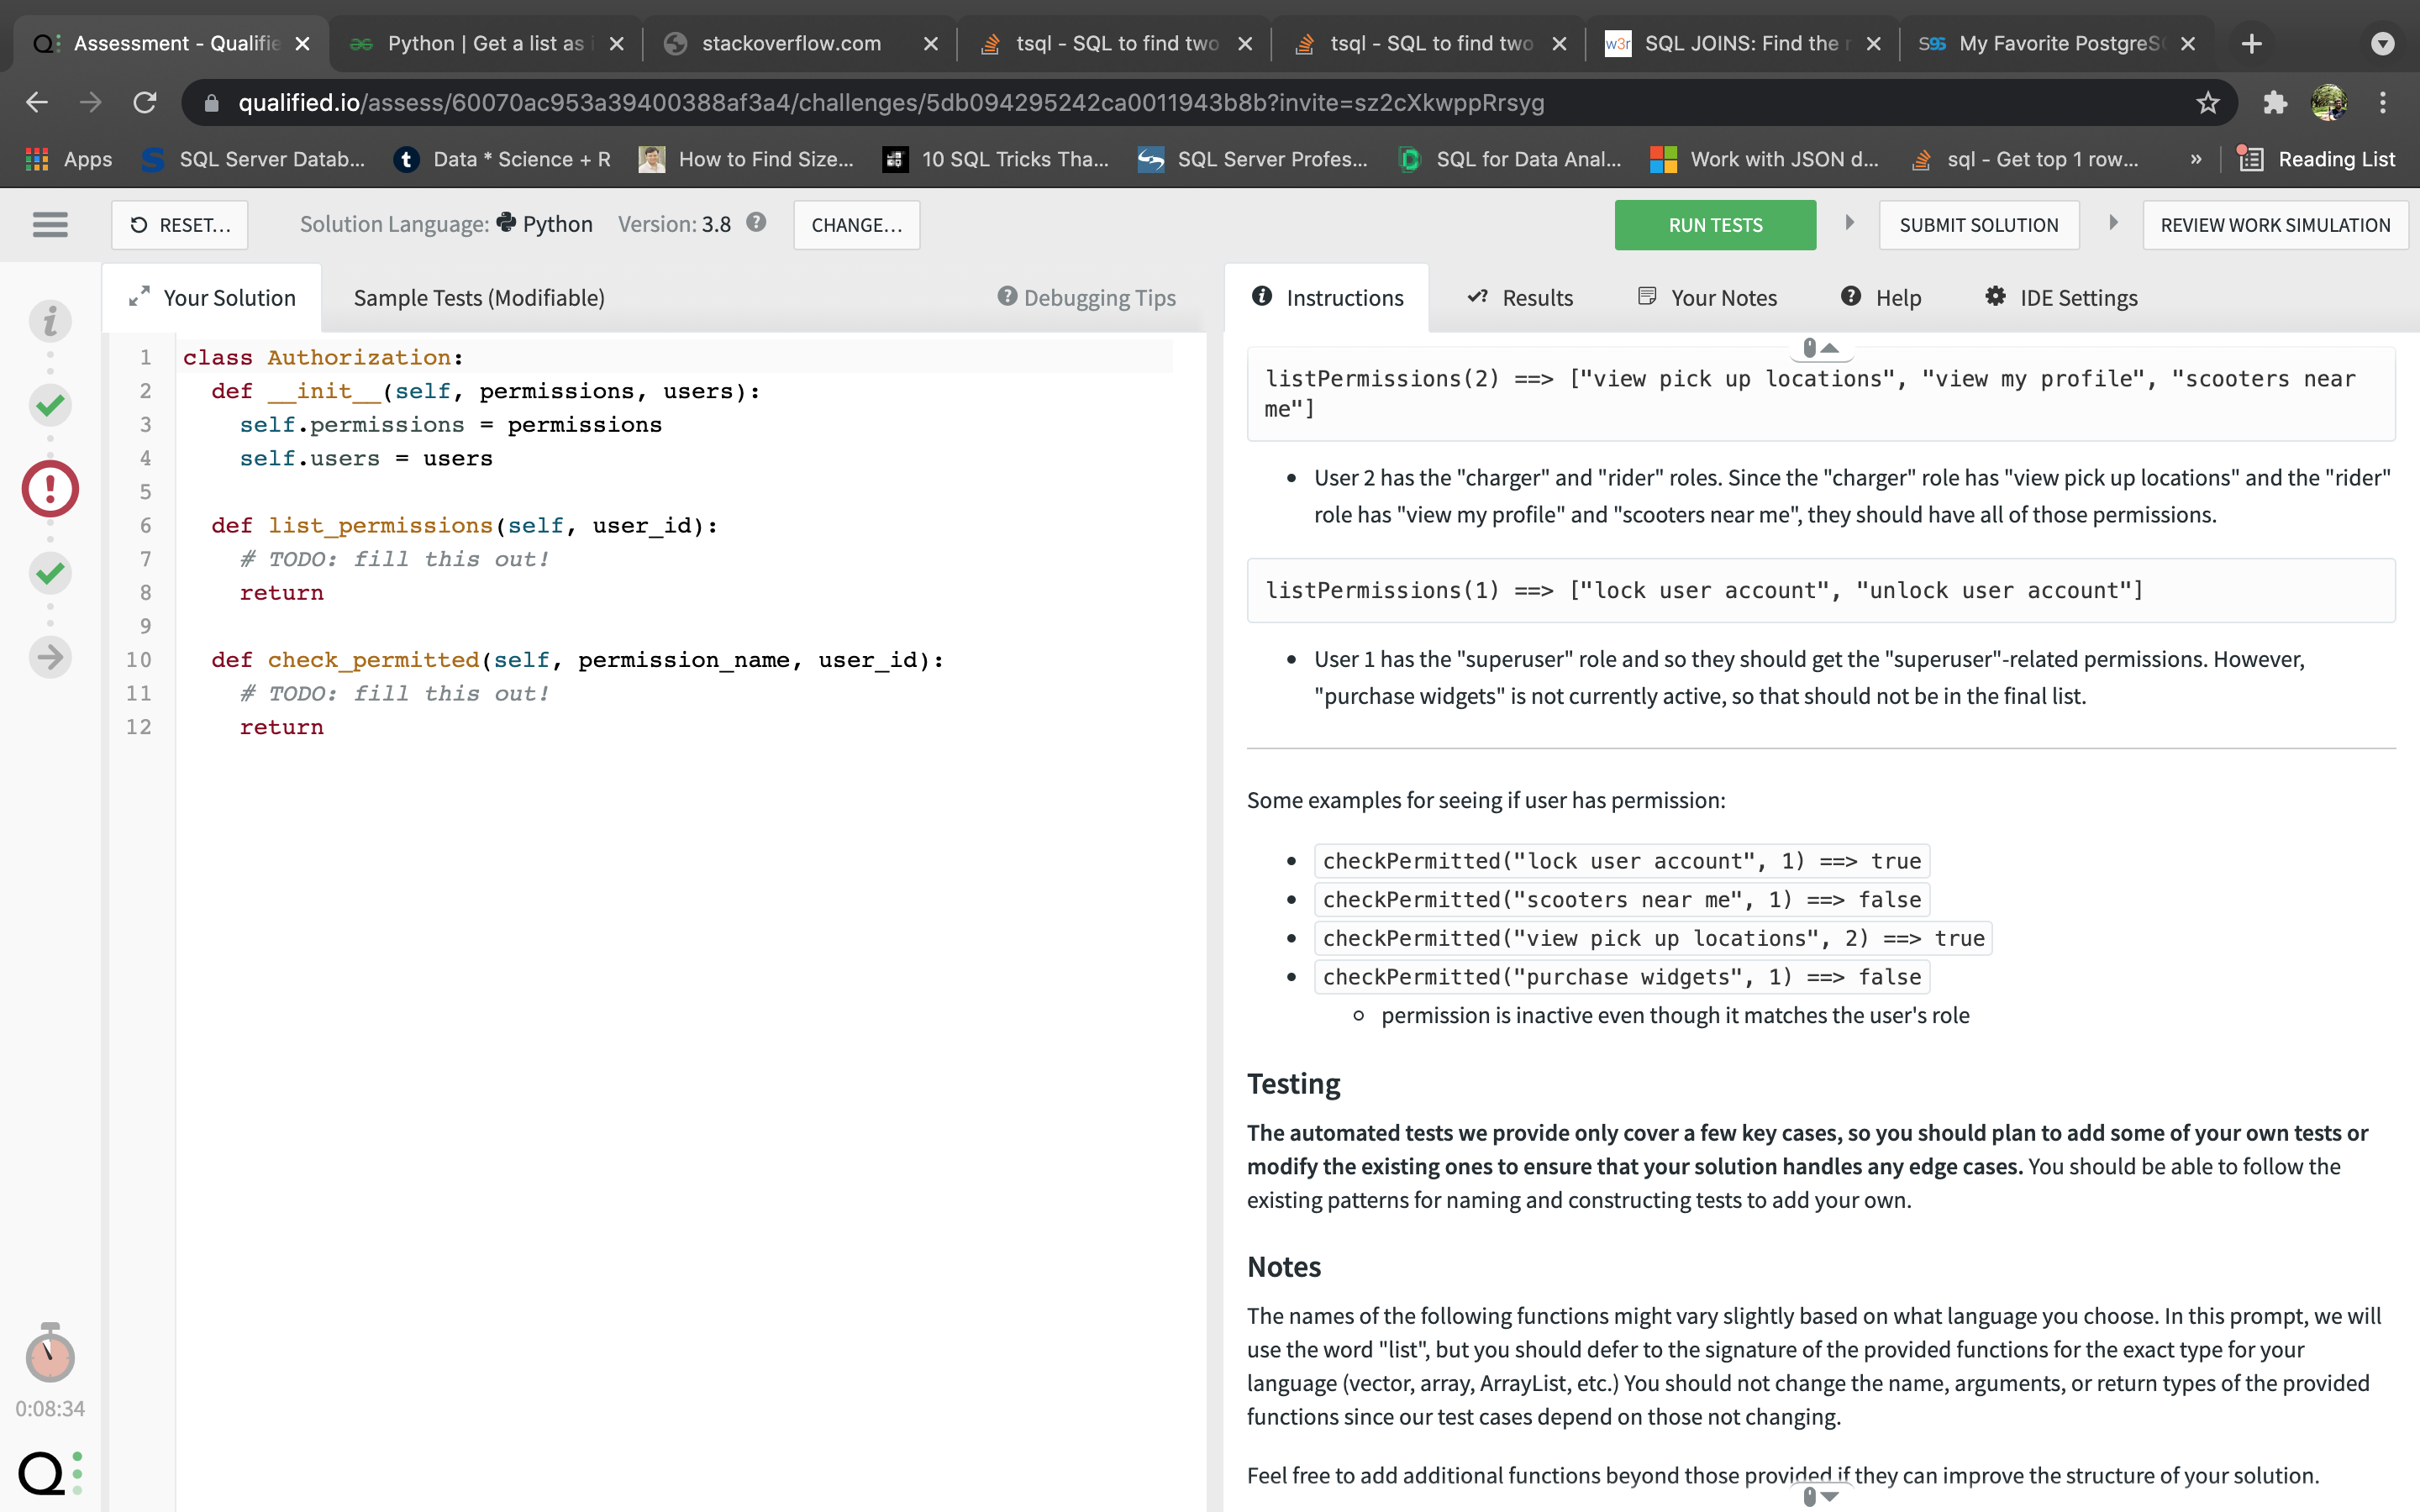 Assessment - Qualifie
Python | Get a list as
stackoverflow.com
tsql - SQL to find two
tsql - SQL to find two
SQL JOINS: Find the
My Favorite PostgreS
qualified.io/assess/60070ac953a39400388af3a4/challenges/5db094295242ca0011943b8b?invite=sz2cXkwppRrsyg
Apps
SQL Server Datab...
Data * Science + R
How to Find Size...
10 SQL Tricks Tha...
SQL Server Profes...
SQL for Data Anal...
Work with JSON d...
sql - Get top 1 row...
»
Reading List
RESET...
Solution Language: Python
Version: 3.8
CHANGE...
RUN TESTS
SUBMIT SOLUTION
REVIEW WORK SIMULATION
Your Solution
Sample Tests (Modifiable)
Debugging Tips
Instructions
Results
Your Notes
Help
IDE Settings
1 class Authorization:
2 def __init__(self, permissions, users):
3 self.permissions = permissions
4 self.users = users
5
6 def list_permissions(self, user_id):
7 # TODO: fill this out!
8 return
9
10 def check_permitted(self, permission_name, user_id):
11 # TODO: fill this out!
12 return
0:08:34
Q
listPermissions(2) ==> ["view pick up locations", "view my profile", "scooters near
me"]
• User 2 has the "charger" and "rider" roles. Since the "charger" role has "view pick up locations" and the "rider"
role has "view my profile" and "scooters near me", they should have all of those permissions.
listPermissions(1) ==> ["lock user account", "unlock user account"]
• User 1 has the "superuser" role and so they should get the "superuser"-related permissions. However,
"purchase widgets" is not currently active, so that should not be in the final list.
Some examples for seeing if user has permission:
• checkPermitted("lock user account", 1) ==> true
• checkPermitted("scooters near me", 1) ==> false
• checkPermitted("view pick up locations", 2) ==> true
• checkPermitted("purchase widgets", 1) ==> false
○ permission is inactive even though it matches the user's role
Testing
The automated tests we provide only cover a few key cases, so you should plan to add some of your own tests or
modify the existing ones to ensure that your solution handles any edge cases. You should be able to follow the
existing patterns for naming and constructing tests to add your own.
Notes
The names of the following functions might vary slightly based on what language you choose. In this prompt, we will
use the word "list", but you should defer to the signature of the provided functions for the exact type for your
language (vector, array, ArrayList, etc.) You should not change the name, arguments, or return types of the provided
functions since our test cases depend on those not changing.
Feel free to add additional functions beyond those provided if they can improve the structure of your solution.